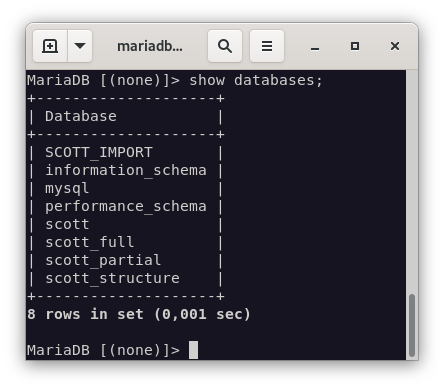 mariadb...
MariaDB [(none)]> show databases;
+--------------------+
| Database           |
+--------------------+
| SCOTT_IMPORT       |
| information_schema |
| mysql              |
| performance_schema |
| scott              |
| scott_full         |
| scott_partial      |
| scott_structure    |
+--------------------+
8 rows in set (0,001 sec)
MariaDB [(none)]>